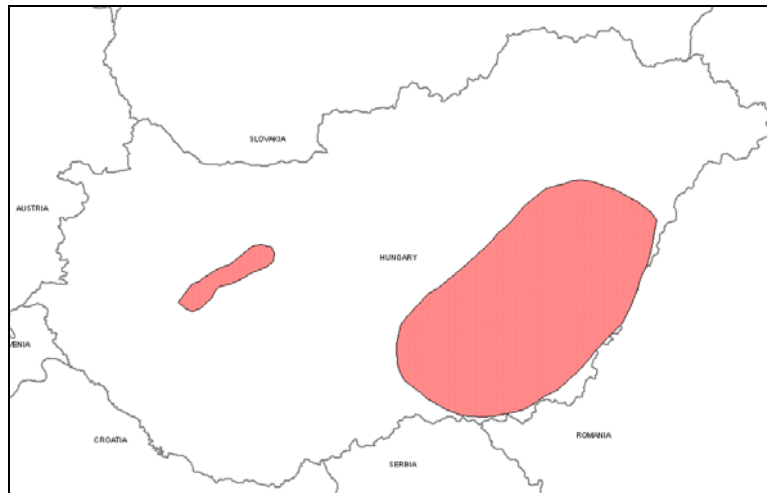 SLOVAKIA
AUSTRIA
HUNGARY
VENIA
CROATIA
ROMANIA
SERBIA